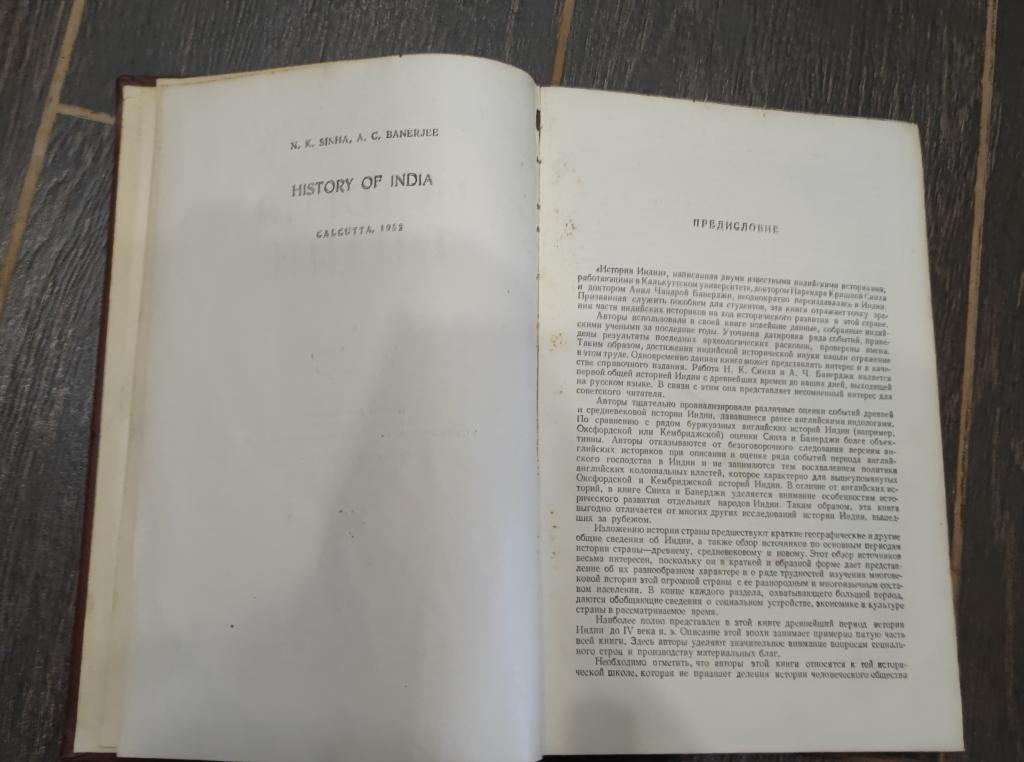 N. K. SINHA, A. C. BANERJEE
HISTORY OF INDIA
CALCUTTA, 1952
ПРЕДИСЛОВИЕ
«История Индии», написанная двумя известными индийскими историками,
работающими в Калькуттском университете, доктором Нарендра Кришной Синха
и доктором Анил Чандрой Банерджи, неоднократно переиздавалась в Индии.
Призванная служить пособием для студентов, эта книга отражает точку зре-
ния части индийских историков на ход исторического развития в этой стране.
Авторы использовали в своей книге новейшие данные, собранные индий-
скими учеными за последние годы. Уточнена датировка ряда событий, приве-
дены результаты последних археологических раскопок, проверены имена.
Таким образом, достижения индийской исторической науки нашли отражение
в этом труде. Одновременно данная книга может представлять интерес и в каче-
стве справочного издания. Работа Н. К. Синха и А. Ч. Банерджи является
первой общей историей Индии с древнейших времен до наших дней, выходящей
на русском языке. В связи с этим она представляет несомненный интерес для
советского читателя.
Авторы тщательно проанализировали различные оценки событий древней
и средневековой истории Индии, дававшиеся ранее английскими индологами.
По сравнению с рядом буржуазных английских историй Индии (например,
Оксфордской или Кембриджской) оценки Синха и Банерджи более объек-
тивны. Авторы отказываются от безоговорочного следования версиям ан-
глийских историков при описании и оценке ряда событий периода англий-
ского господства в Индии и не занимаются тем восхвалением политики
английских колониальных властей, которое характерно для вышеупомянутых
Оксфордской и Кембриджской историй Индии. В отличие от английских ис-
торий, в книге Синха и Банерджи уделяется внимание особенностям исто-
рического развития отдельных народов Индии. Таким образом, эта книга
выгодно отличается от многих других исследований истории Индии, вышед-
ших за рубежом.
Изложению истории страны предшествуют краткие географические и другие
общие сведения об Индии, а также обзор источников по основным периодам
истории страны—древнему, средневековому и новому. Этот обзор источников
весьма интересен, поскольку он в краткой и образной форме дает представ-
ление об их разнообразном характере и о ряде трудностей изучения многове-
ковой истории этой огромной страны с ее разнородным и многоязычным соста-
вом населения. В конце каждого раздела, охватывающего большой период,
даются обобщающие сведения о социальном устройстве, экономике и культуре
страны в рассматриваемое время.
Наиболее полно представлен в этой книге древнейший период истории
Индии до IV века н. э. Описание этой эпохи занимает примерно пятую часть
всей книги. Здесь авторы уделяют значительное внимание вопросам социаль-
ного строя и производству материальных благ.
Необходимо отметить, что авторы этой книги относятся к той истори-
ческой школе, которая не признает деления истории человеческого общества